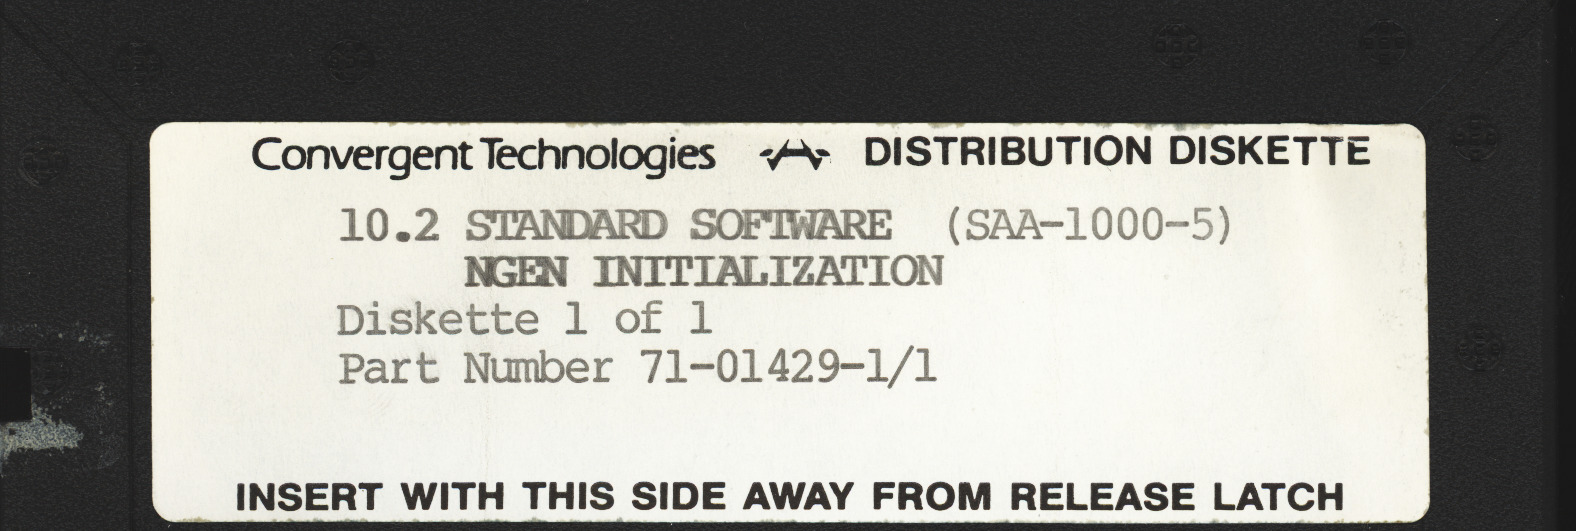 Convergent Technologies DISTRIBUTION DISKETTE
10.2 STANDARD SOFTWARE (SAA-1000-5)
NGEN INITIALIZATION
Diskette 1 of 1
Part Number 71-01429-1/1
INSERT WITH THIS SIDE AWAY FROM RELEASE LATCH